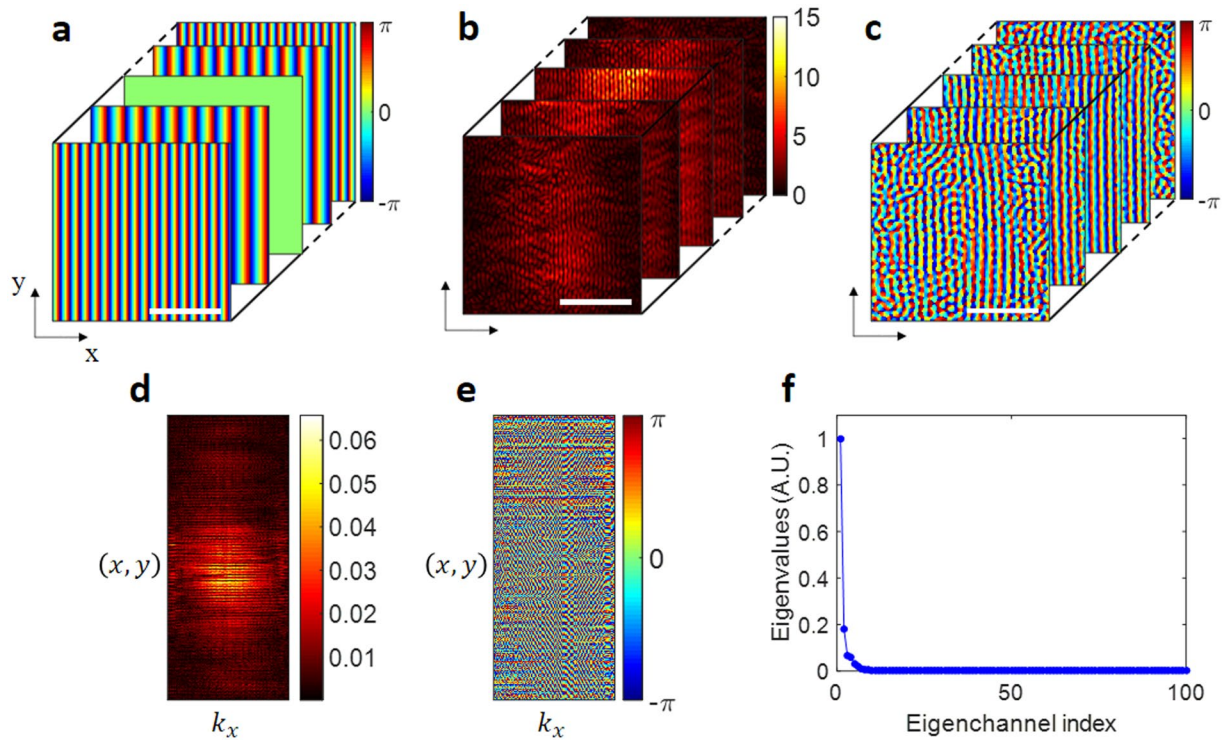 a
π
0
-π
y
x
b
15
10
5
0
c
π
0
-π
d
0.06
0.05
0.04
0.03
0.02
0.01
(x, y)
k_x
e
π
0
-π
(x, y)
k_x
f
1
0.8
0.6
0.4
0.2
0
0
50
100
Eigenvalues (A.U.)
Eigenchannel index